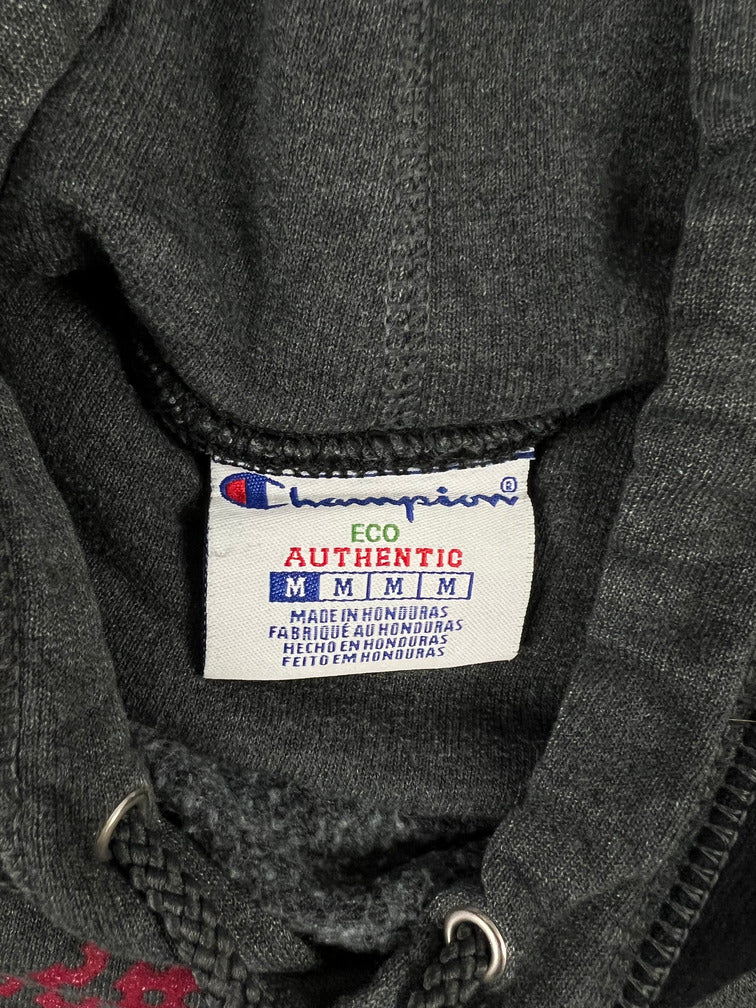 Champion®
ECO
AUTHENTIC
M M M M
MADE IN HONDURAS
FABRIQUÉ AU HONDURAS
HECHO EN HONDURAS
FEITO EM HONDURAS